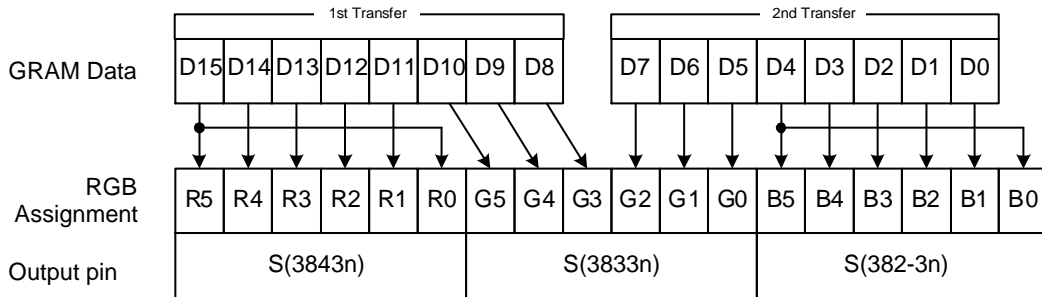 1st Transfer 2nd Transfer
GRAM Data D15 D14 D13 D12 D11 D10 D9 D8 D7 D6 D5 D4 D3 D2 D1 D0
RGB
Assignment R5 R4 R3 R2 R1 R0 G5 G4 G3 G2 G1 G0 B5 B4 B3 B2 B1 B0
Output pin S(3843n) S(3833n) S(382-3n)